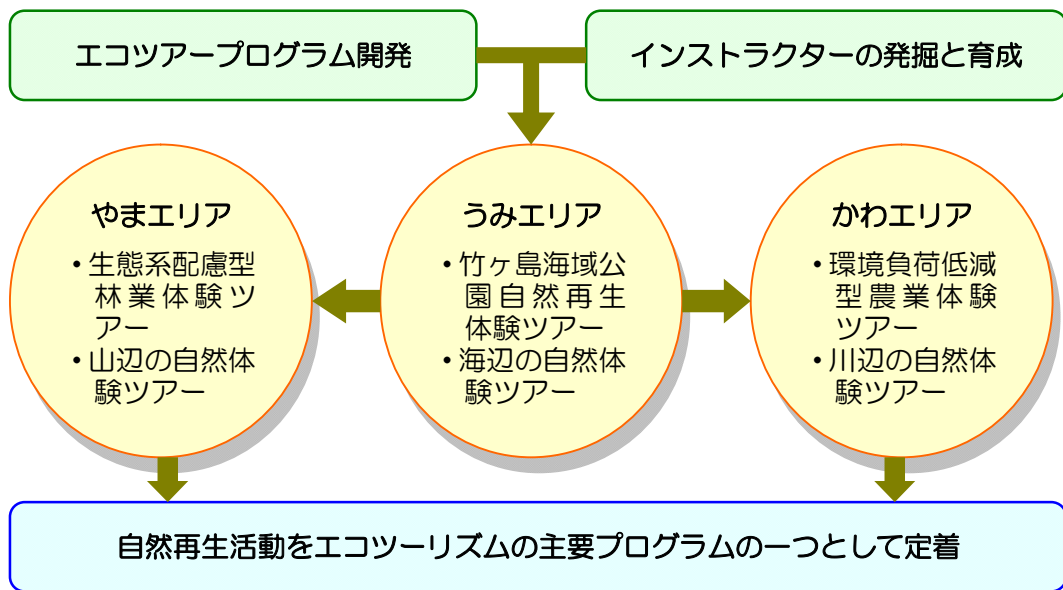 エコツアープログラム開発
インストラクターの発掘と育成
やまエリア
・生態系配慮型
林業体験ツ
アー
・山辺の自然体
験ツアー
うみエリア
・竹ヶ島海域公
園自然再生
体験ツアー
・海辺の自然体
験ツアー
かわエリア
・環境負荷低減
型農業体験
ツアー
・川辺の自然体
験ツアー
自然再生活動をエコツーリズムの主要プログラムの一つとして定着